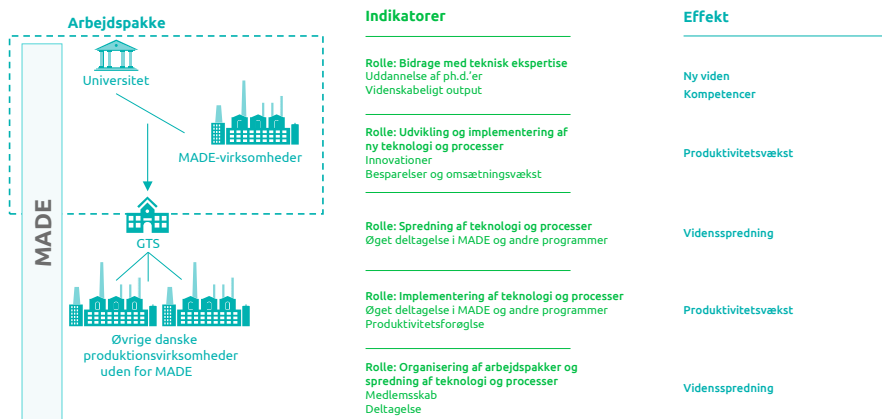 Arbejdspakke
MADE
Universitet
MADE-virksomheder
GTS
Øvrige danske
produktionsvirksomheder
uden for MADE
Indikatorer
Rolle: Bidrage med teknisk ekspertise
Uddannelse af ph.d.'er
Videnskabeligt output
Rolle: Udvikling og implementering af
ny teknologi og processer
Innovationer
Besparelser og omsætningsvækst
Rolle: Spredning af teknologi og processer
Øget deltagelse i MADE og andre programmer
Rolle: Implementering af teknologi og processer
Øget deltagelse i MADE og andre programmer
Produktivitetsforøglse
Rolle: Organisering af arbejdspakker og
spredning af teknologi og processer
Medlemsskab
Deltagelse
Effekt
Ny viden
Kompetencer
Produktivitetsvækst
Vidensspredning
Produktivitetsvækst
Vidensspredning